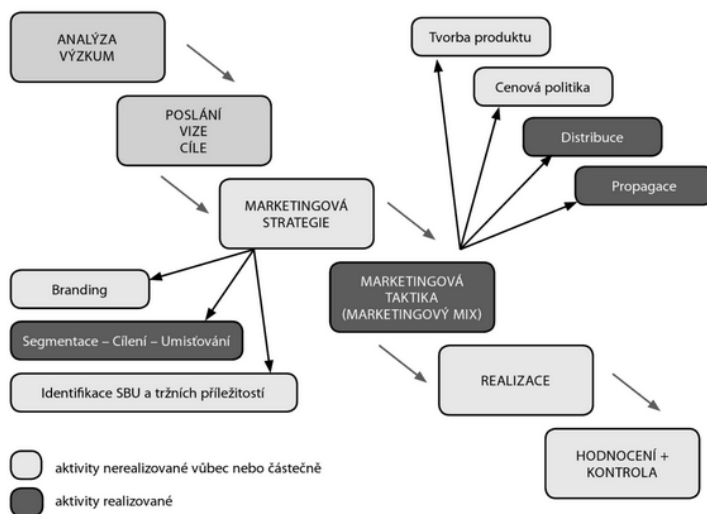 ANALÝZA
VÝZKUM
POSLÁNÍ
VIZE
CÍLE
MARKETINGOVÁ
STRATEGIE
Branding
Segmentace – Cílení – Umisťování
Identifikace SBU a tržních příležitostí
Tvorba produktu
Cenová politika
Distribuce
Propagace
MARKETINGOVÁ
TAKTIKA
(MARKETINGOVÝ MIX)
REALIZACE
HODNOCENÍ +
KONTROLA
aktivity nerealizované vůbec nebo částečně
aktivity realizované